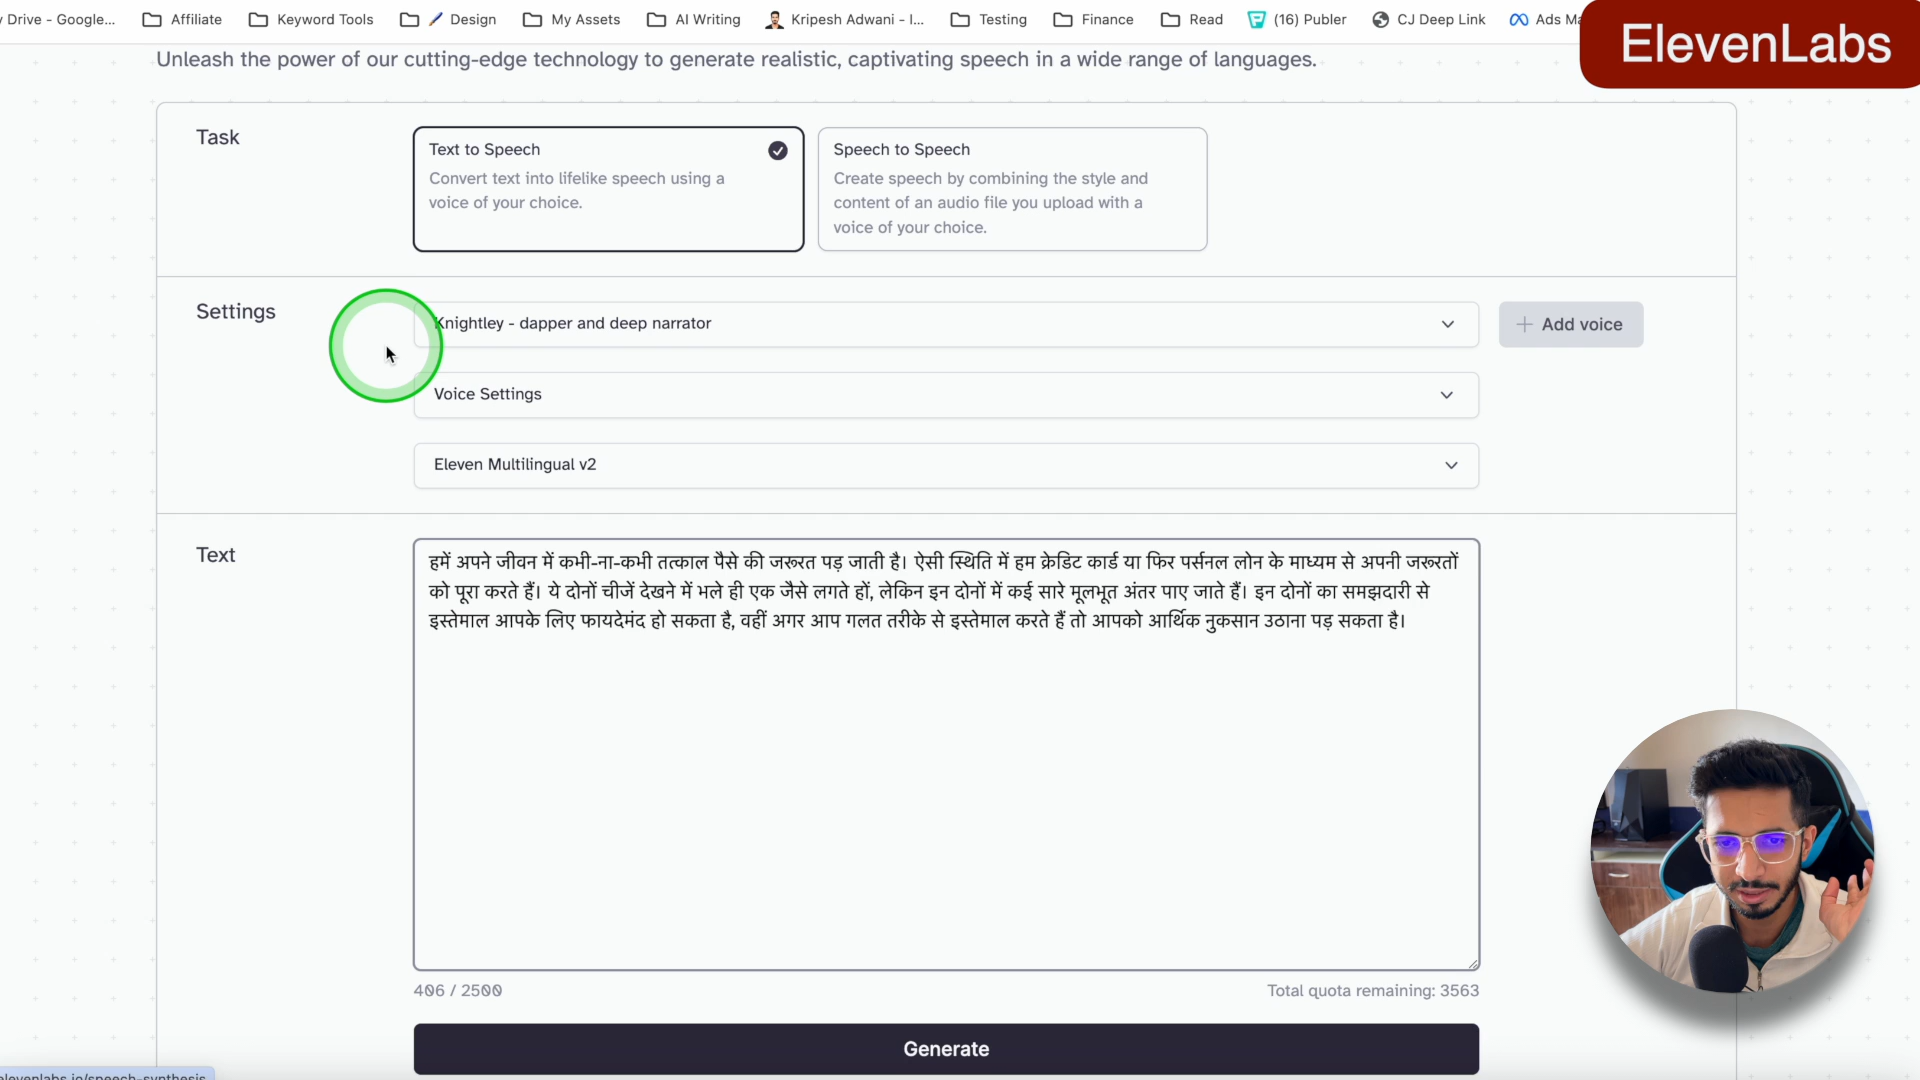 Drive - Google...
Affiliate
Keyword Tools
Design
My Assets
AI Writing
Kripesh Adwani - I...
Testing
Finance
Read
(16) Publer
CJ Deep Link
Ads
ElevenLabs
Unleash the power of our cutting-edge technology to generate realistic, captivating speech in a wide range of languages.
Task
Text to Speech
Convert text into lifelike speech using a
voice of your choice.
Speech to Speech
Create speech by combining the style and
content of an audio file you upload with a
voice of your choice.
Settings
Knightley - dapper and deep narrator
Add voice
Voice Settings
Eleven Multilingual v2
Text
हमें अपने जीवन में कभी-ना-कभी तत्काल पैसे की जरूरत पड़ जाती है। ऐसी स्थिति में हम क्रेडिट कार्ड या फिर पर्सनल लोन के माध्यम से अपनी जरूरतों
को पूरा करते हैं। ये दोनों चीजें देखने में भले ही एक जैसे लगते हों, लेकिन इन दोनों में कई सारे मूलभूत अंतर पाए जाते हैं। इन दोनों का समझदारी से
इस्तेमाल आपके लिए फायदेमंद हो सकता है, वहीं अगर आप गलत तरीके से इस्तेमाल करते हैं तो आपको आर्थिक नुकसान उठाना पड़ सकता है।
406 / 2500
Total quota remaining: 3563
Generate
elevenlabs.io/speech-synthesis